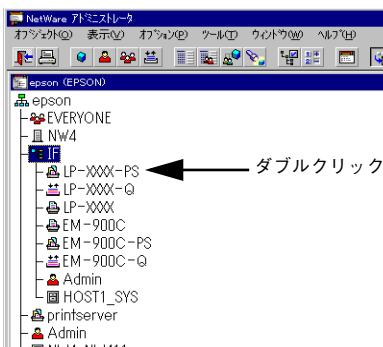 NetWare アドミニストレータ
オブジェクト(O) 表示(V) オプション(P) ツール(T) ウィンドウ(W) ヘルプ(H)
epson (EPSON)
epson
EVERYONE
NW4
IF
LP-XXX-PS
ダブルクリック
LP-XXX-Q
LP-XXX
EM-900C
EM-900C-PS
EM-900C-Q
Admin
HOST1_SYS
printserver
Admin